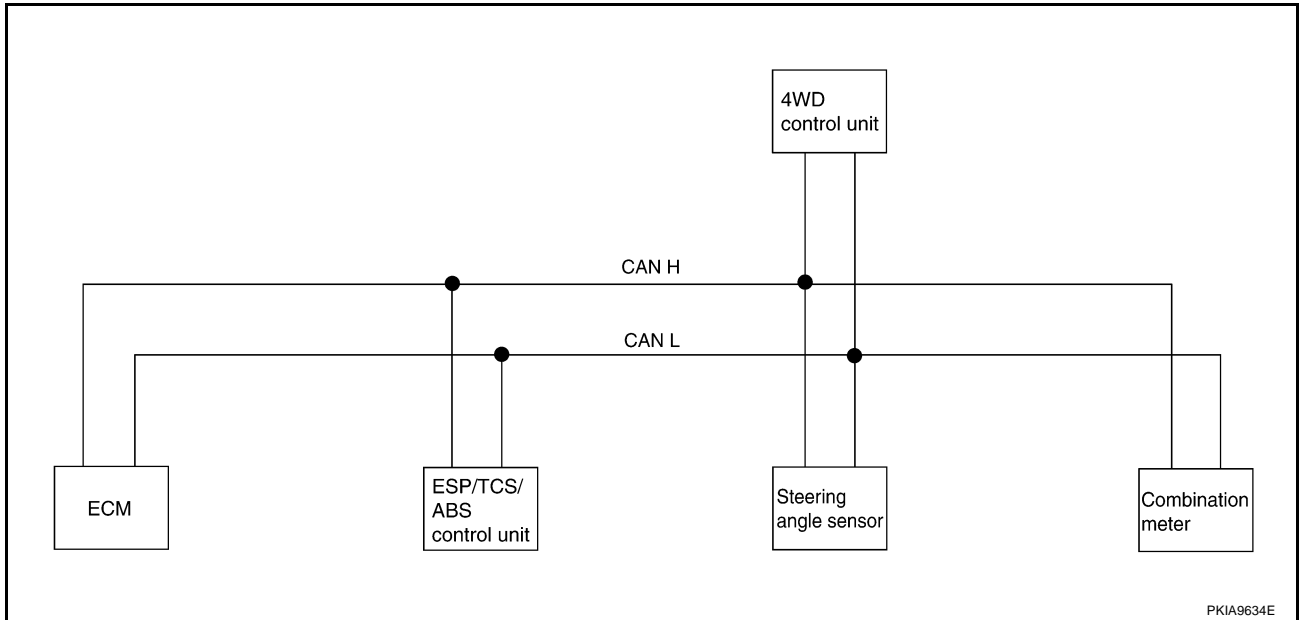 4WD
control unit
CAN H
CAN L
ECM
ESP/TCS/
ABS
control unit
Steering
angle sensor
Combination
meter
PKIA9634E